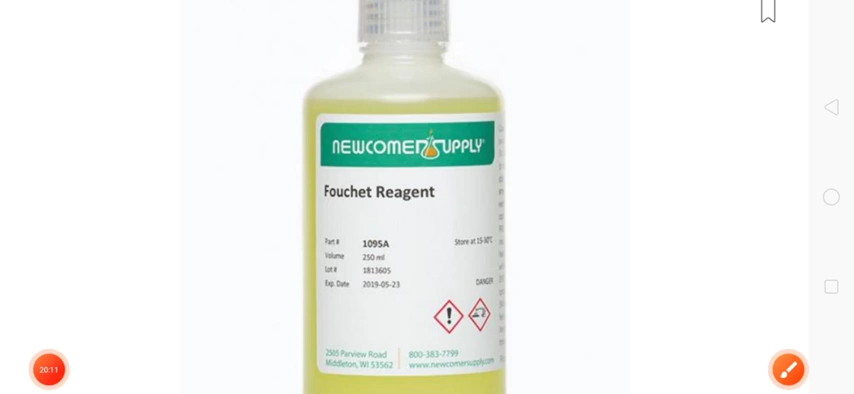 NEWCOMER SUPPLY
Fouchet Reagent
Part # 1095A
Store at 15-30°C
Volume 250 ml
Lot # 1813605
Exp. Date 2019-05-23
DANGER
2505 Parview Road
Middleton, WI 53562
800-383-7799
www.newcomersupply.com
20:11